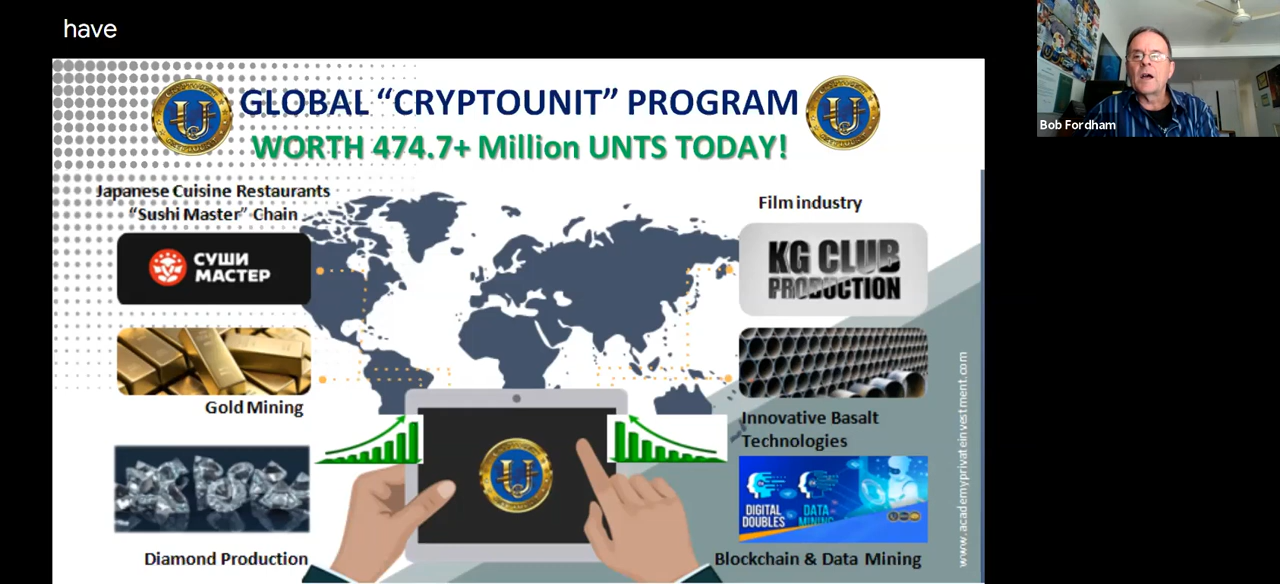 have
GLOBAL “CRYPTOUNIT” PROGRAM
WORTH 474.7+ Million UNTS TODAY!
Japanese Cuisine Restaurants
“Sushi Master” Chain
СУШИ
МАСТЕР
Gold Mining
Diamond Production
Film industry
KG CLUB
PRODUCTION
Innovative Basalt
Technologies
DIGITAL
DOUBLES
DATA
MINING
Blockchain & Data Mining
www.academyprivateinvestment.com
Bob Fordham